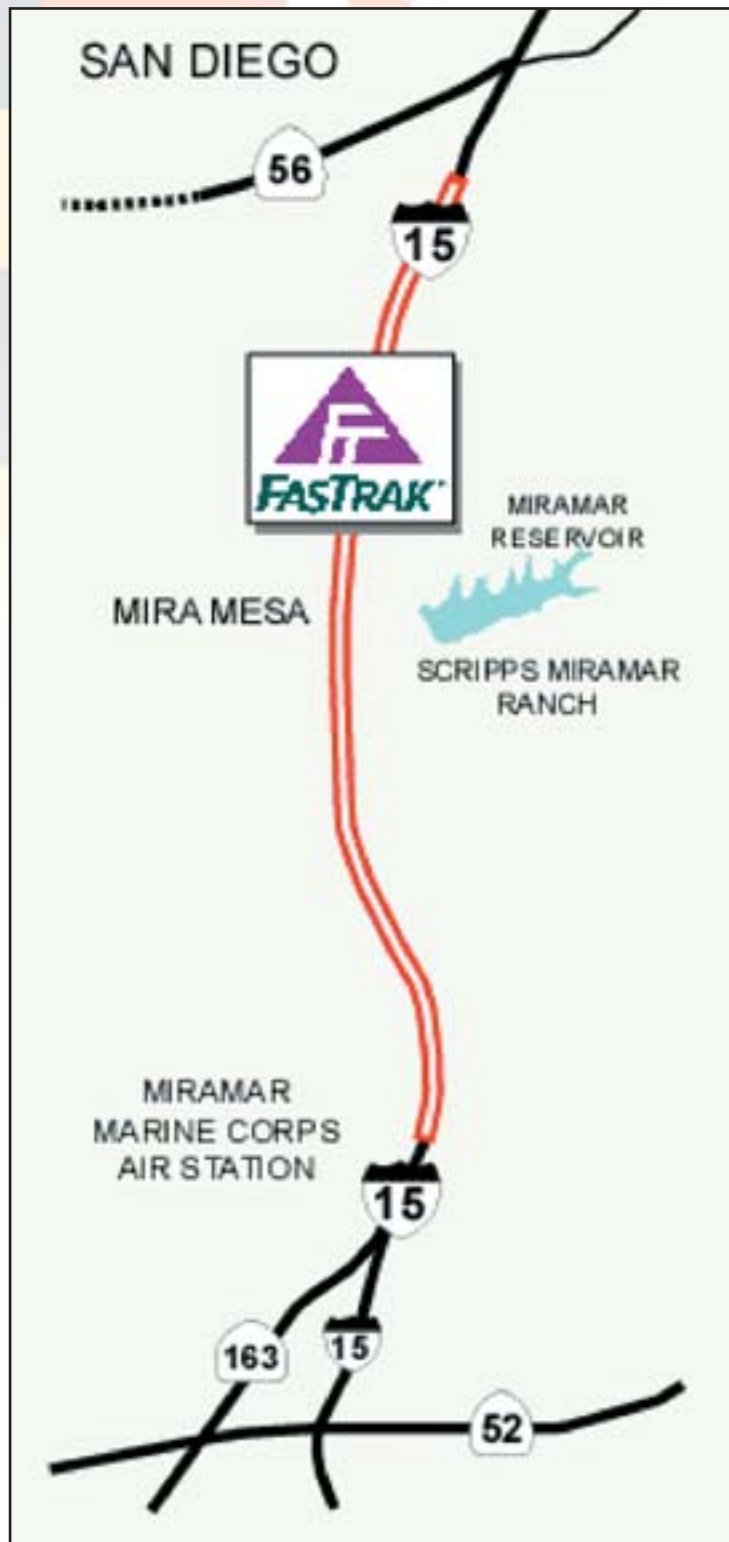 SAN DIEGO
56
15
FT
FASTRAK
MIRAMAR
RESERVOIR
MIRA MESA
SCRIPPS MIRAMAR
RANCH
MIRAMAR
MARINE CORPS
AIR STATION
15
163
15
52